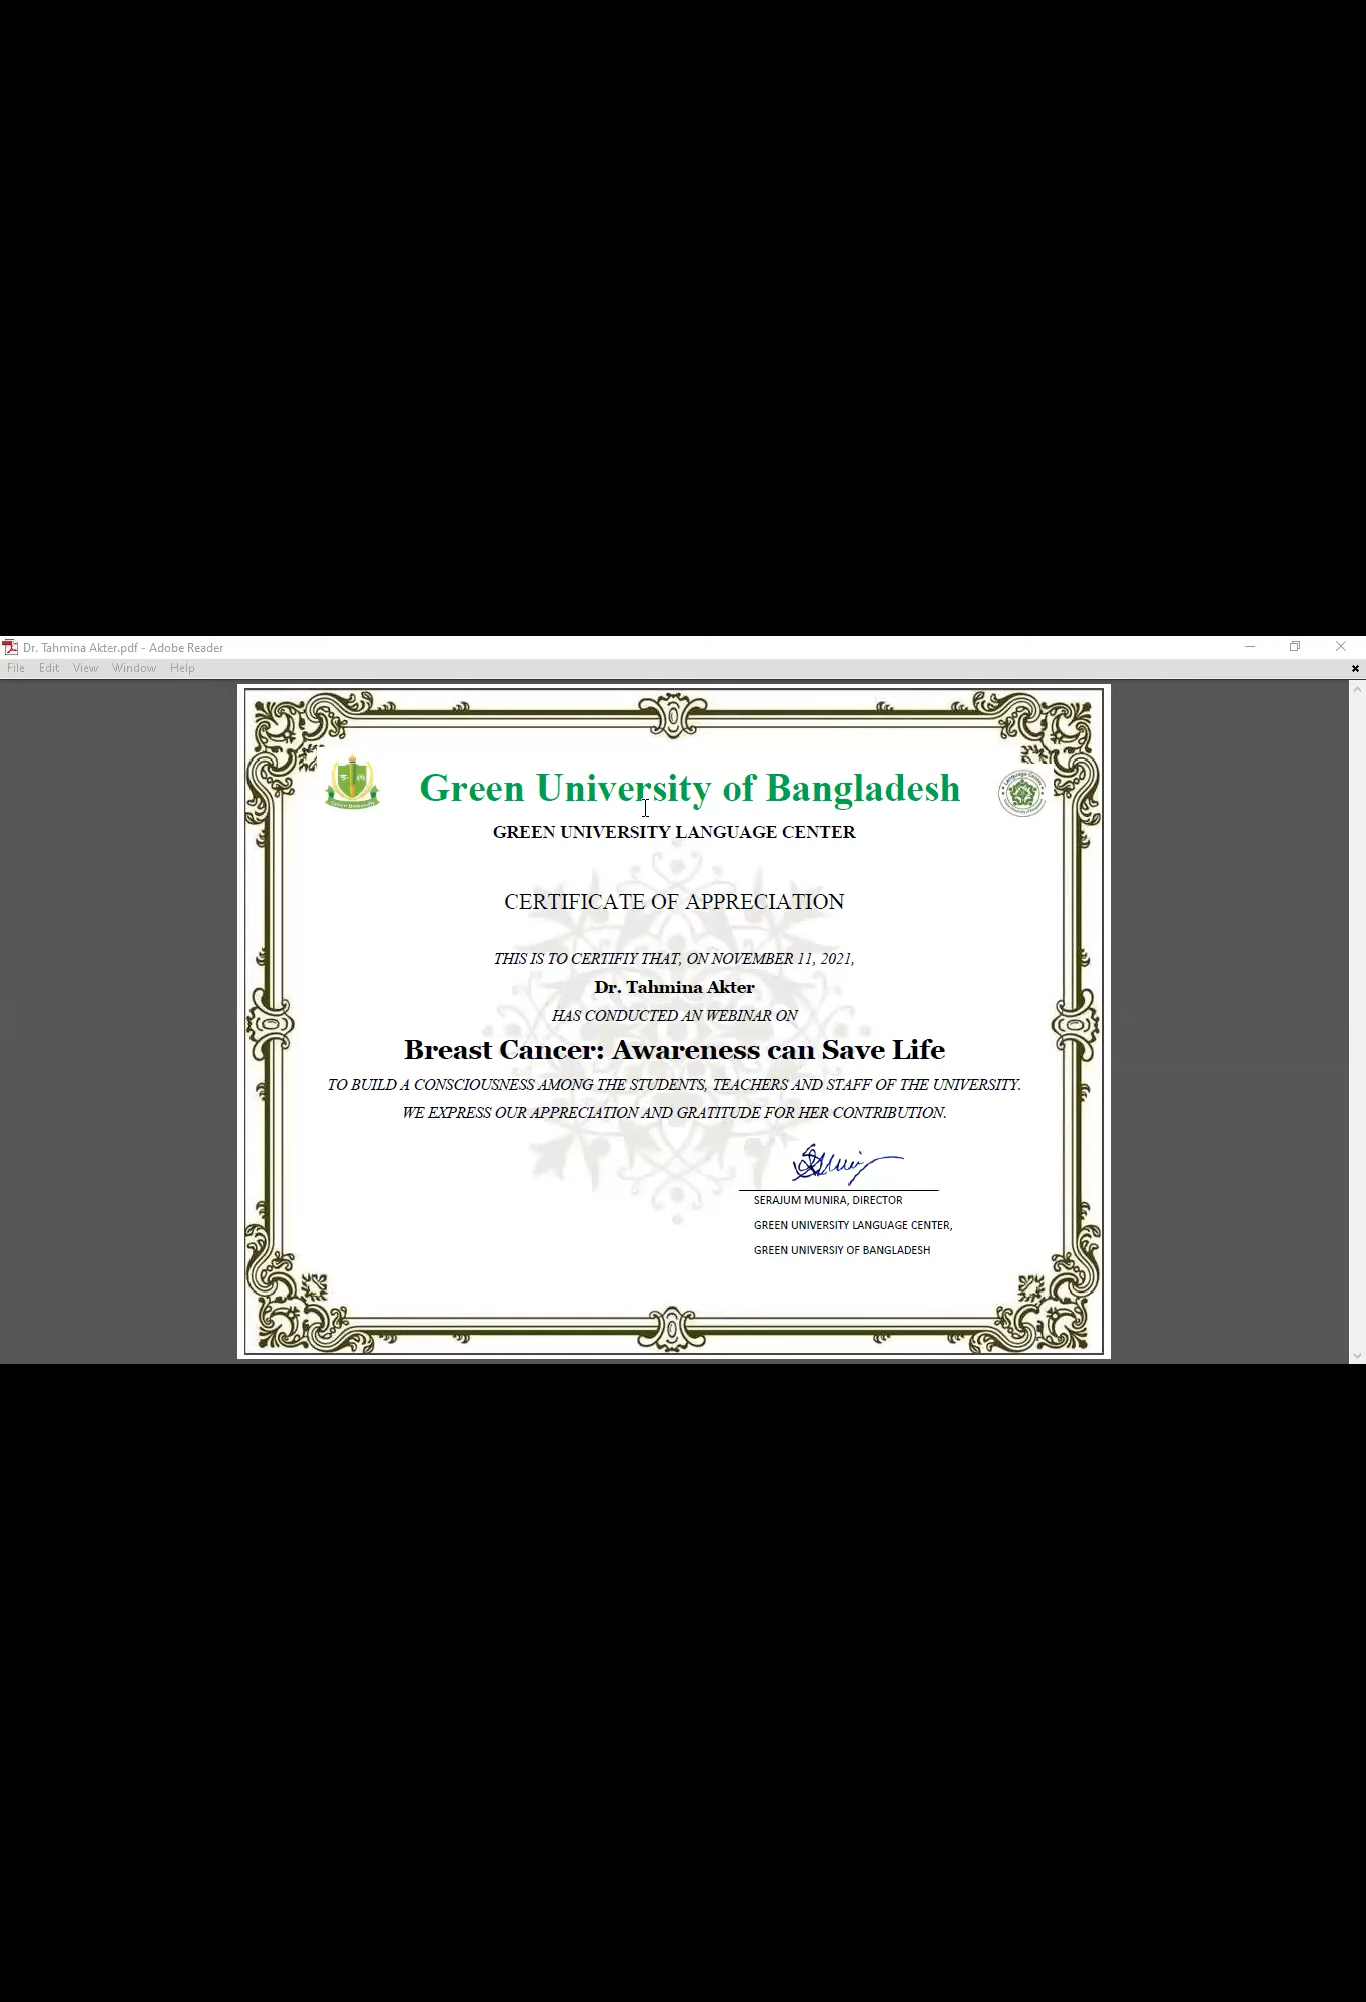 Dr. Tahmina Akter.pdf - Adobe Reader
File Edit View Window Help
Green University of Bangladesh
GREEN UNIVERSITY LANGUAGE CENTER
CERTIFICATE OF APPRECIATION
THIS IS TO CERTIFIY THAT, ON NOVEMBER 11, 2021,
Dr. Tahmina Akter
HAS CONDUCTED AN WEBINAR ON
Breast Cancer: Awareness can Save Life
TO BUILD A CONSCIOUSNESS AMONG THE STUDENTS, TEACHERS AND STAFF OF THE UNIVERSITY.
WE EXPRESS OUR APPRECIATION AND GRATITUDE FOR HER CONTRIBUTION.
SERAJUM MUNIRA, DIRECTOR
GREEN UNIVERSITY LANGUAGE CENTER,
GREEN UNIVERSIY OF BANGLADESH